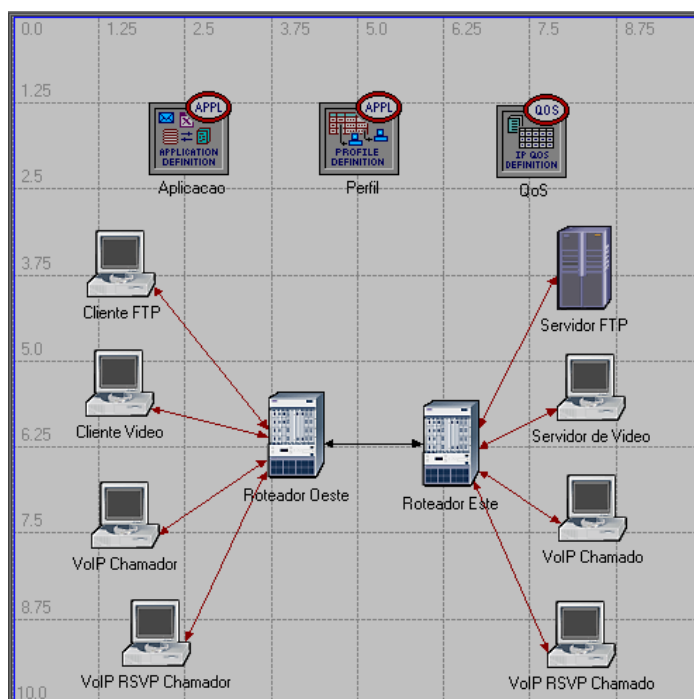 0.0 1.25 2.5 3.75 5.0 6.25 7.5 8.75
1.25
APPL
APPL
QOS
APPLICATION
DEFINITION
PROFILE
DEFINITION
IP QOS
DEFINITION
Aplicacao
Perfil
QoS
2.5
3.75
Cliente FTP
Servidor FTP
5.0
Cliente Video
Servidor de Video
6.25
Roteador Oeste
Roteador Este
7.5
VoIP Chamador
VoIP Chamado
8.75
VoIP RSVP Chamador
VoIP RSVP Chamado
10.0